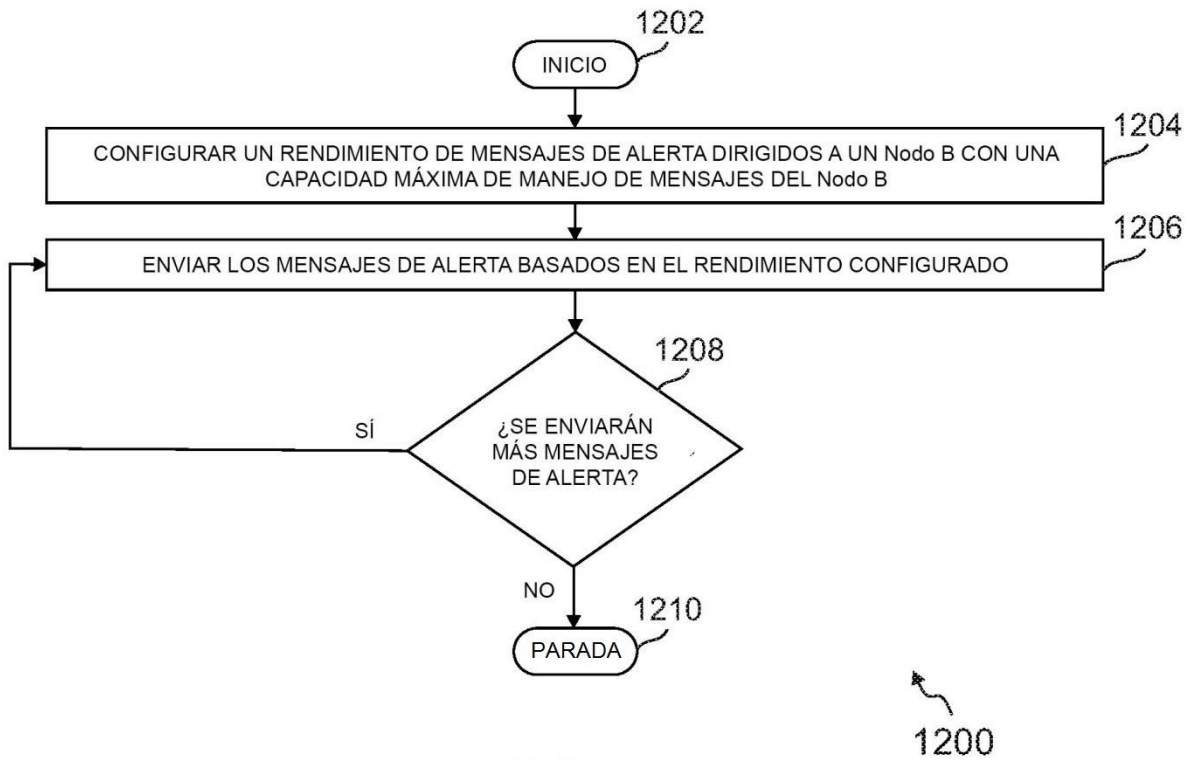 1202
INICIO
1204
CONFIGURAR UN RENDIMIENTO DE MENSAJES DE ALERTA DIRIGIDOS A UN Nodo B CON UNA
CAPACIDAD MÁXIMA DE MANEJO DE MENSAJES DEL Nodo B
1206
ENVIAR LOS MENSAJES DE ALERTA BASADOS EN EL RENDIMIENTO CONFIGURADO
1208
¿SE ENVIARÁN
MÁS MENSAJES
DE ALERTA?
SÍ
NO
1210
PARADA
1200